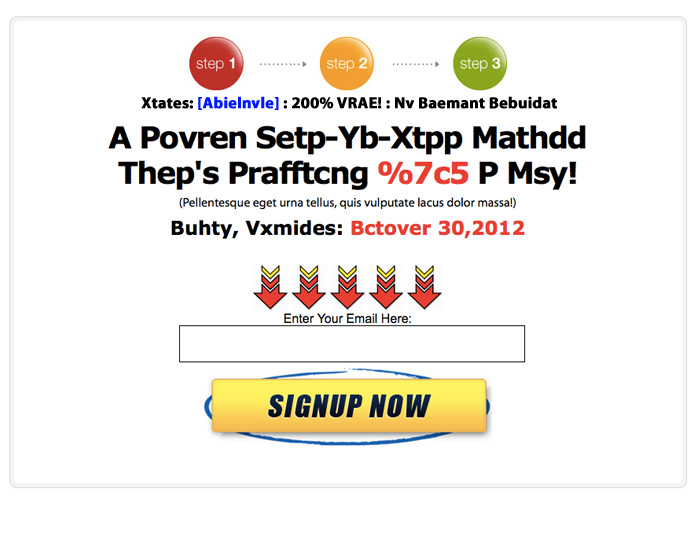 step 1 step 2 step 3
Xtates: [AbieInvle] : 200% VRAE! : Nv Baemant Bebuidat
A Povren Setp-Yb-Xtpp Mathdd
Thep's Prafftcng %7c5 P Msy!
(Pellentesque eget urna tellus, quis vulputate lacus dolor massa!)
Buhty, Vxmides: Bctover 30,2012
Enter Your Email Here:
SIGNUP NOW